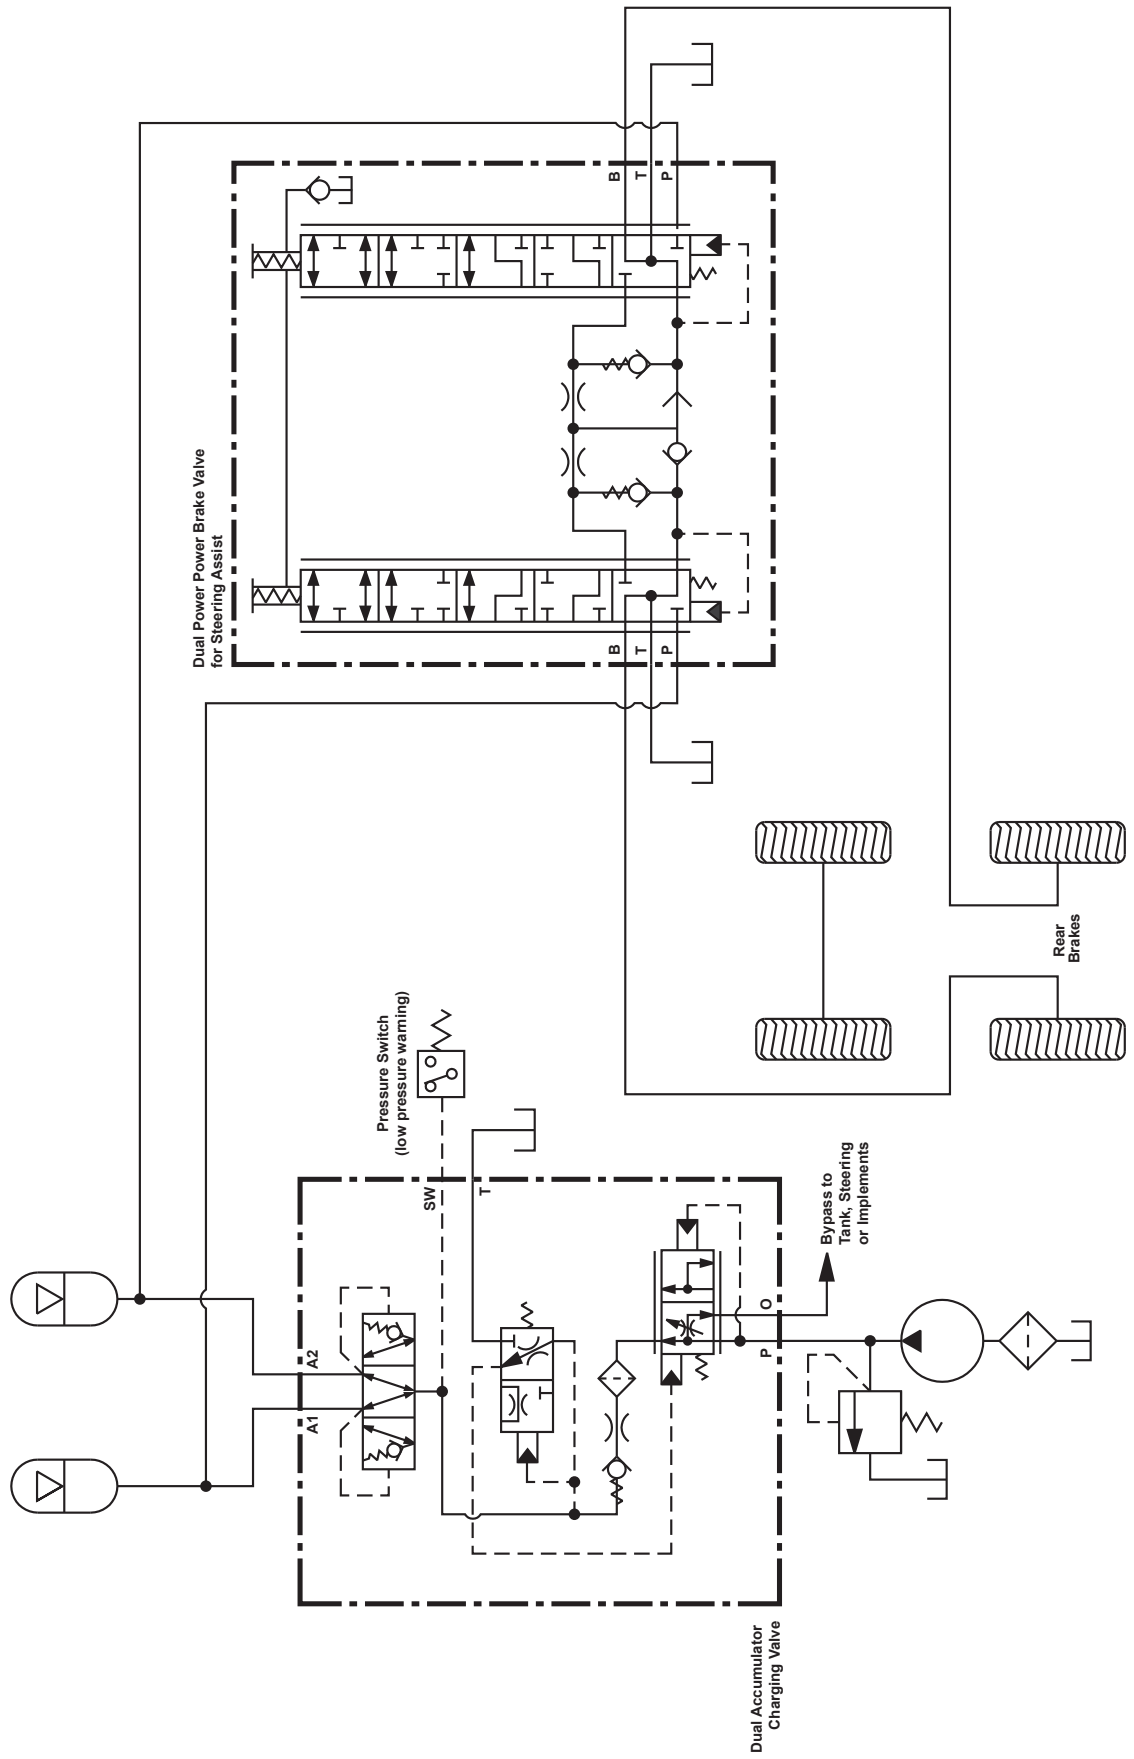 Dual Power Power Brake Valve
for Steering Assist
B
T
P
B
T
P
Rear
Brakes
Pressure Switch
(low pressure warning)
SW
T
A2
A1
O
P
Bypass to
Tank, Steering
or Implements
Dual Accumulator
Charging Valve